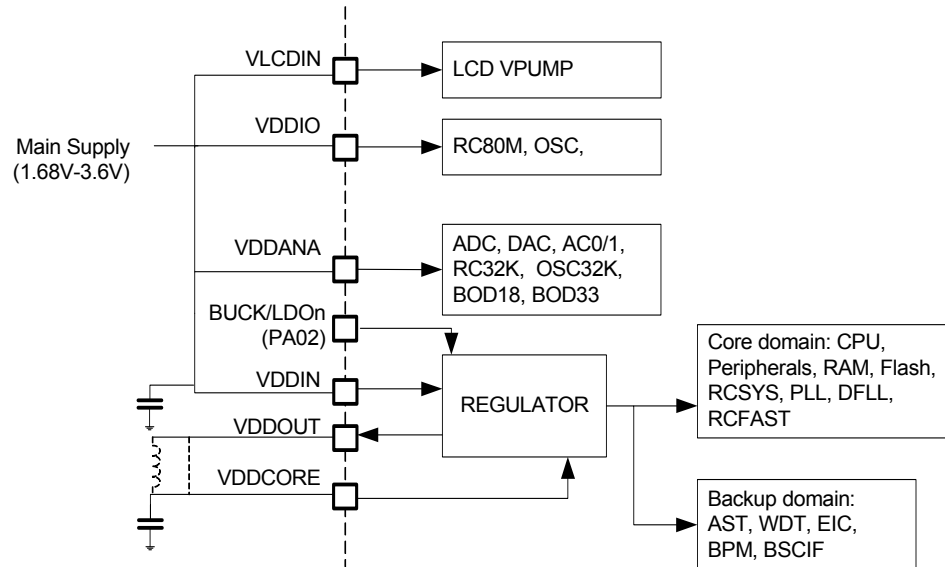 VLCDIN
LCD VPUMP
VDDIO
Main Supply
(1.68V-3.6V)
RC80M, OSC,
VDDANA
ADC, DAC, AC0/1,
RC32K, OSC32K,
BOD18, BOD33
BUCK/LDOn
(PA02)
VDDIN
REGULATOR
Core domain: CPU,
Peripherals, RAM, Flash,
RCSYS, PLL, DFLL,
RCFAST
VDDOUT
VDDCORE
Backup domain:
AST, WDT, EIC,
BPM, BSCIF